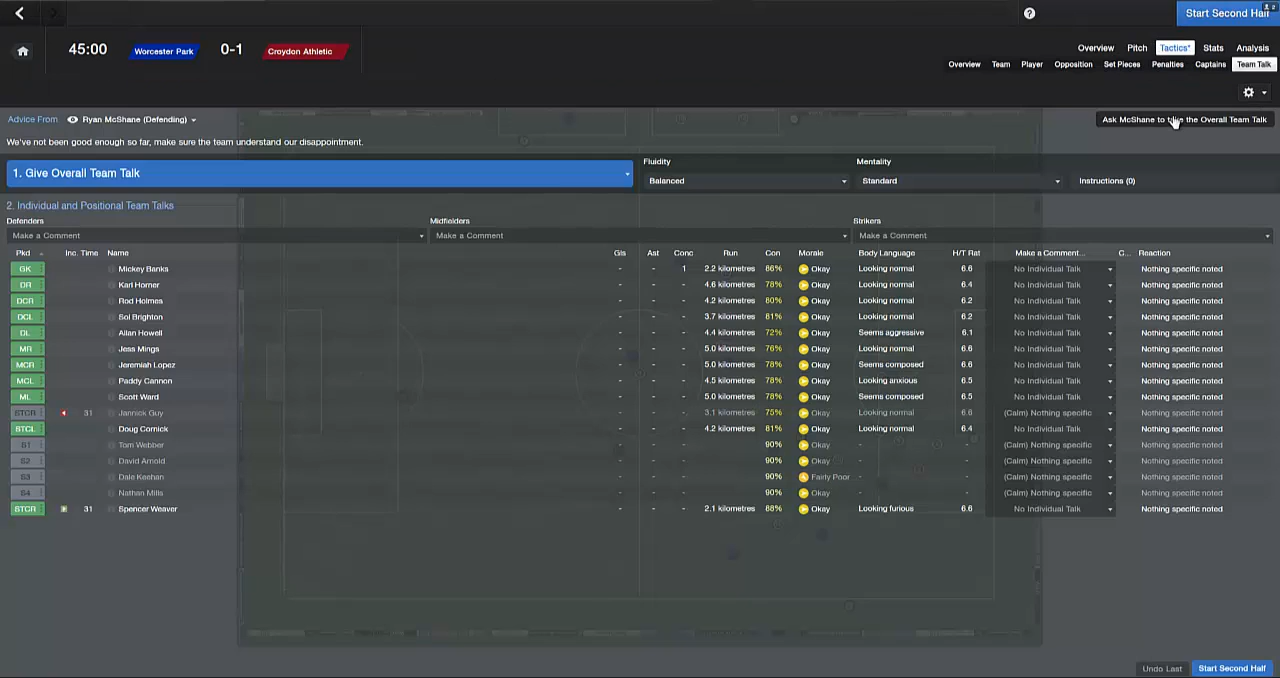 Start Second Half
45:00 Worcester Park 0-1 Croydon Athletic
Overview Pitch Tactics* Stats Analysis
Overview Team Player Opposition Set Pieces Penalties Captains Team Talk
Advice From Ryan McShane (Defending)
Ask McShane to the Overall Team Talk
We've not been good enough so far, make sure the team understand our disappointment.
1. Give Overall Team Talk
Fluidity Mentality
Balanced Standard Instructions (0)
2. Individual and Positional Team Talks
Defenders Midfielders Strikers
Make a Comment Make a Comment Make a Comment
Pkd Inc. Time Name Gls Ast Conc Run Con Morale Body Language H/T Rat Make a Comment... C... Reaction
GK Mickey Banks - - 1 2.2 kilometres 86% Okay Looking normal 6.6 No Individual Talk Nothing specific noted
DR Karl Horner - - - 4.6 kilometres 78% Okay Looking normal 6.4 No Individual Talk Nothing specific noted
DCR Rod Holmes - - - 4.2 kilometres 80% Okay Looking normal 6.2 No Individual Talk Nothing specific noted
DCL Sol Brighton - - - 3.7 kilometres 81% Okay Looking normal 6.2 No Individual Talk Nothing specific noted
DL Allan Howell - - - 4.4 kilometres 72% Okay Seems aggressive 6.1 No Individual Talk Nothing specific noted
MR Jess Mings - - - 5.0 kilometres 76% Okay Looking normal 6.6 No Individual Talk Nothing specific noted
MCR Jeremiah Lopez - - - 5.0 kilometres 78% Okay Seems composed 6.6 No Individual Talk Nothing specific noted
MCL Paddy Cannon - - - 4.5 kilometres 78% Okay Looking anxious 6.5 No Individual Talk Nothing specific noted
ML Scott Ward - - - 5.0 kilometres 78% Okay Seems composed 6.5 No Individual Talk Nothing specific noted
STCR 31 Jannick Guy - - - 3.1 kilometres 75% Okay Looking normal 6.6 (Calm) Nothing specific Nothing specific noted
STCL Doug Cornick - - - 4.2 kilometres 81% Okay Looking normal 6.4 No Individual Talk Nothing specific noted
S1 Tom Webber - - - 90% Okay - - (Calm) Nothing specific Nothing specific noted
S2 David Arnold - - - 90% Okay - - (Calm) Nothing specific Nothing specific noted
S3 Dale Keehan - - - 90% Fairly Poor - - (Calm) Nothing specific Nothing specific noted
S4 Nathan Mills - - - 90% Okay - - (Calm) Nothing specific Nothing specific noted
STCR 31 Spencer Weaver - - - 2.1 kilometres 88% Okay Looking furious 6.6 No Individual Talk Nothing specific noted
Undo Last Start Second Half